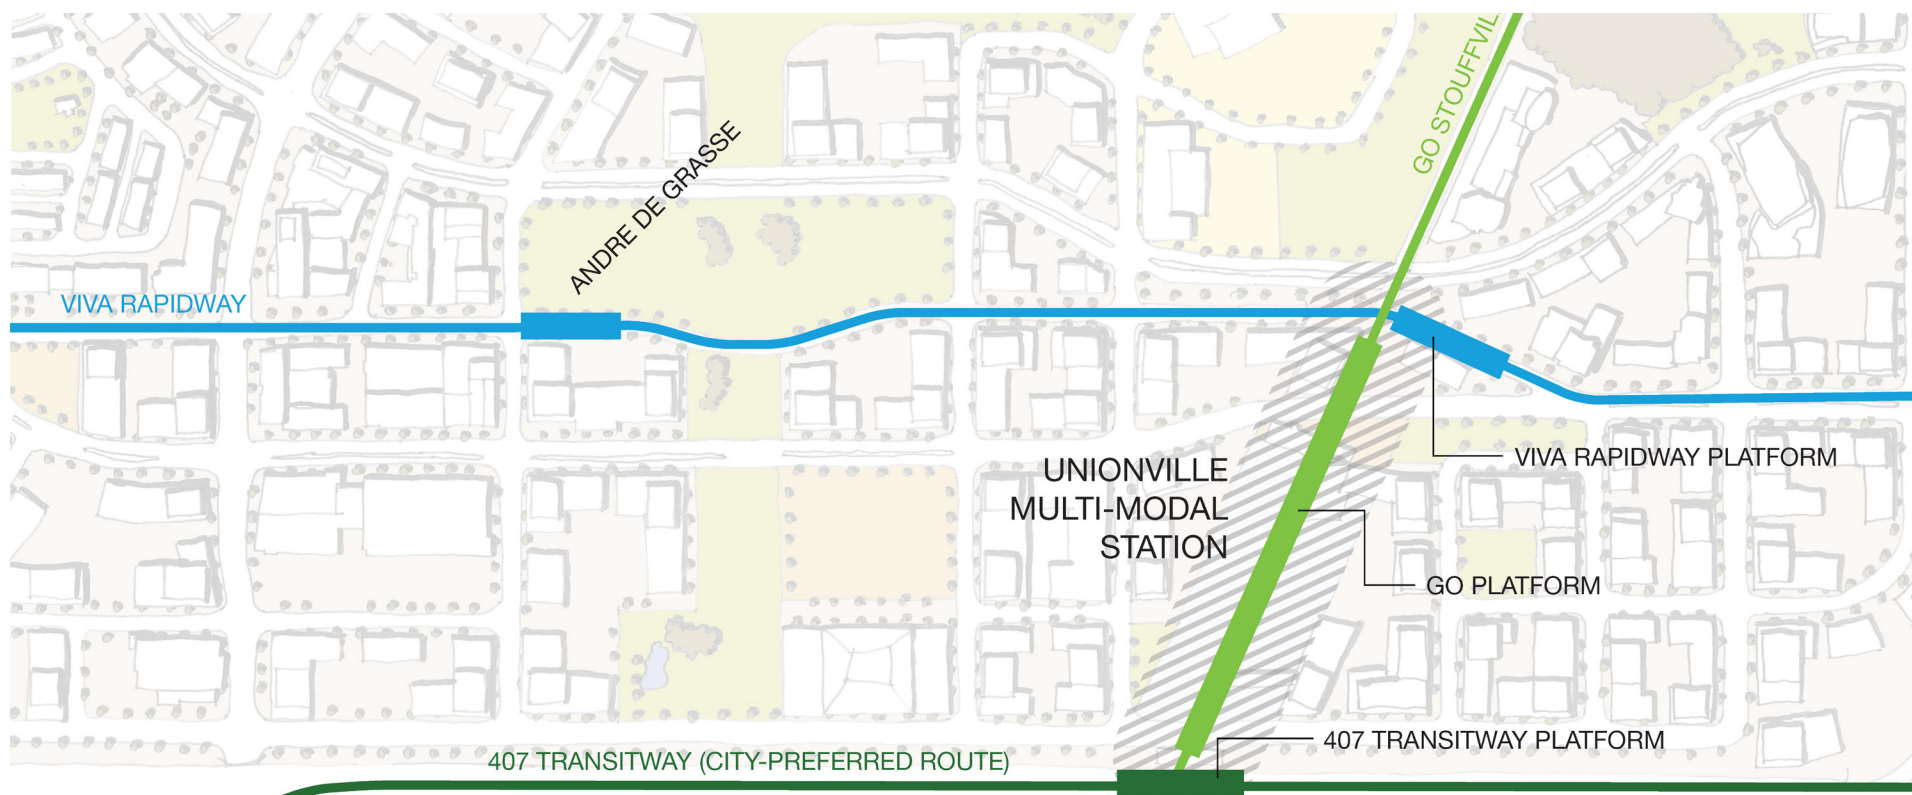 GO STOUFFVIL
ANDRE DE GRASSE
VIVA RAPIDWAY
UNIONVILLE
MULTI-MODAL
STATION
VIVA RAPIDWAY PLATFORM
GO PLATFORM
407 TRANSITWAY PLATFORM
407 TRANSITWAY (CITY-PREFERRED ROUTE)